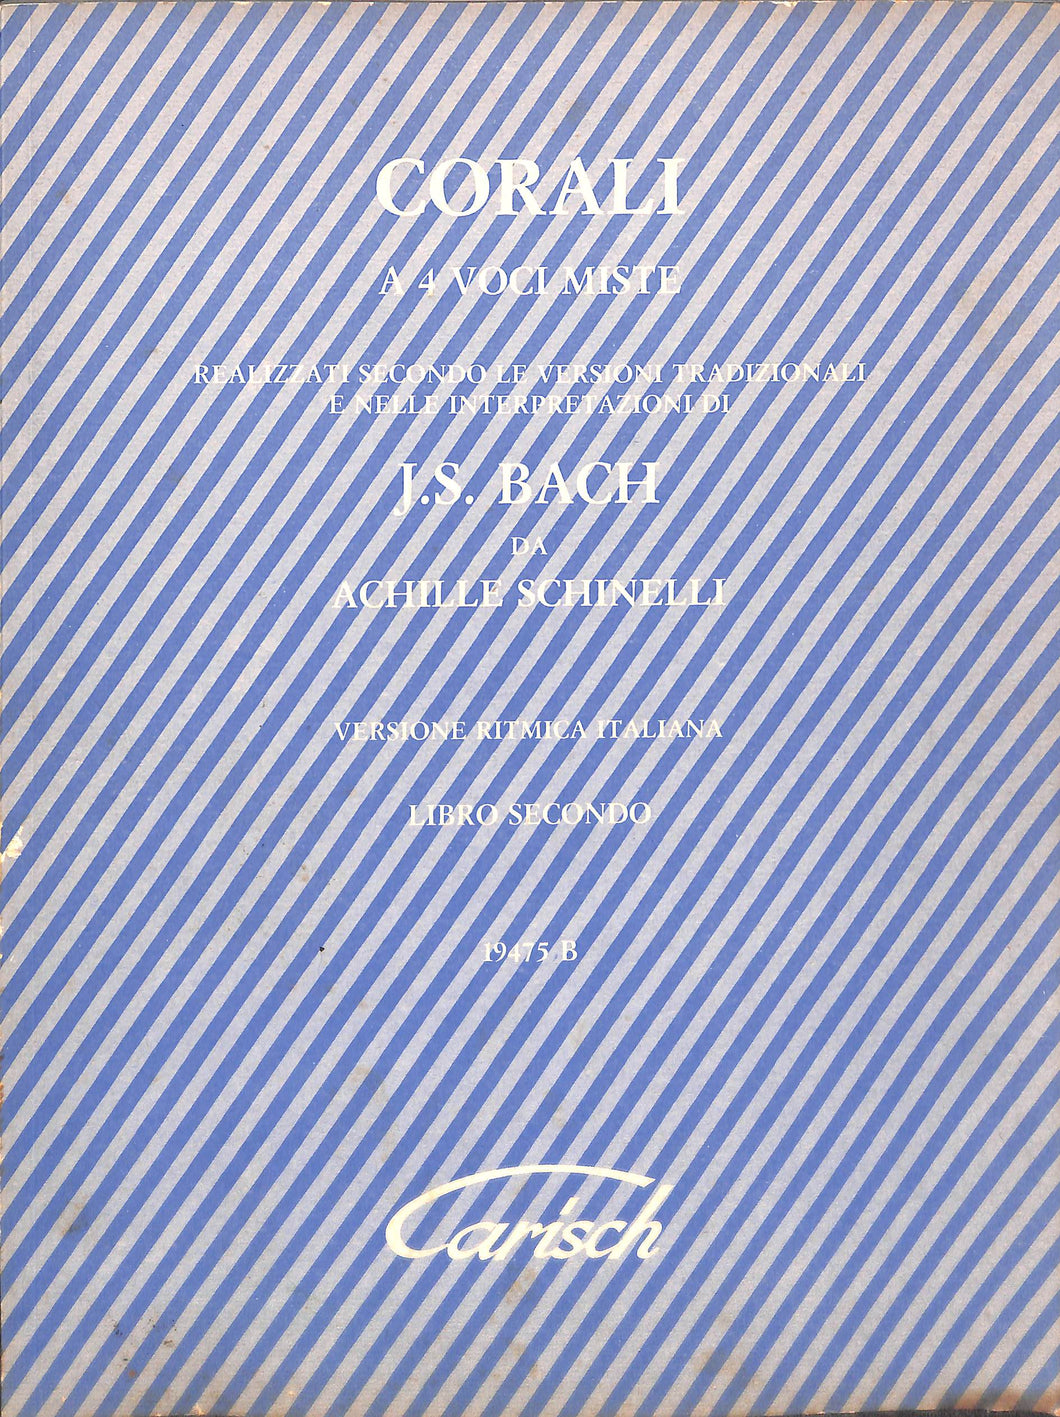 CORALI
A 4 VOCI MISTE
REALIZZATI SECONDO LE VERSIONI TRADIZIONALI
E NELLE INTERPRETAZIONI DI
J.S. BACH
DA
ACHILLE SCHINELLI
VERSIONE RITMICA ITALIANA
LIBRO SECONDO
19475 B
Carisch